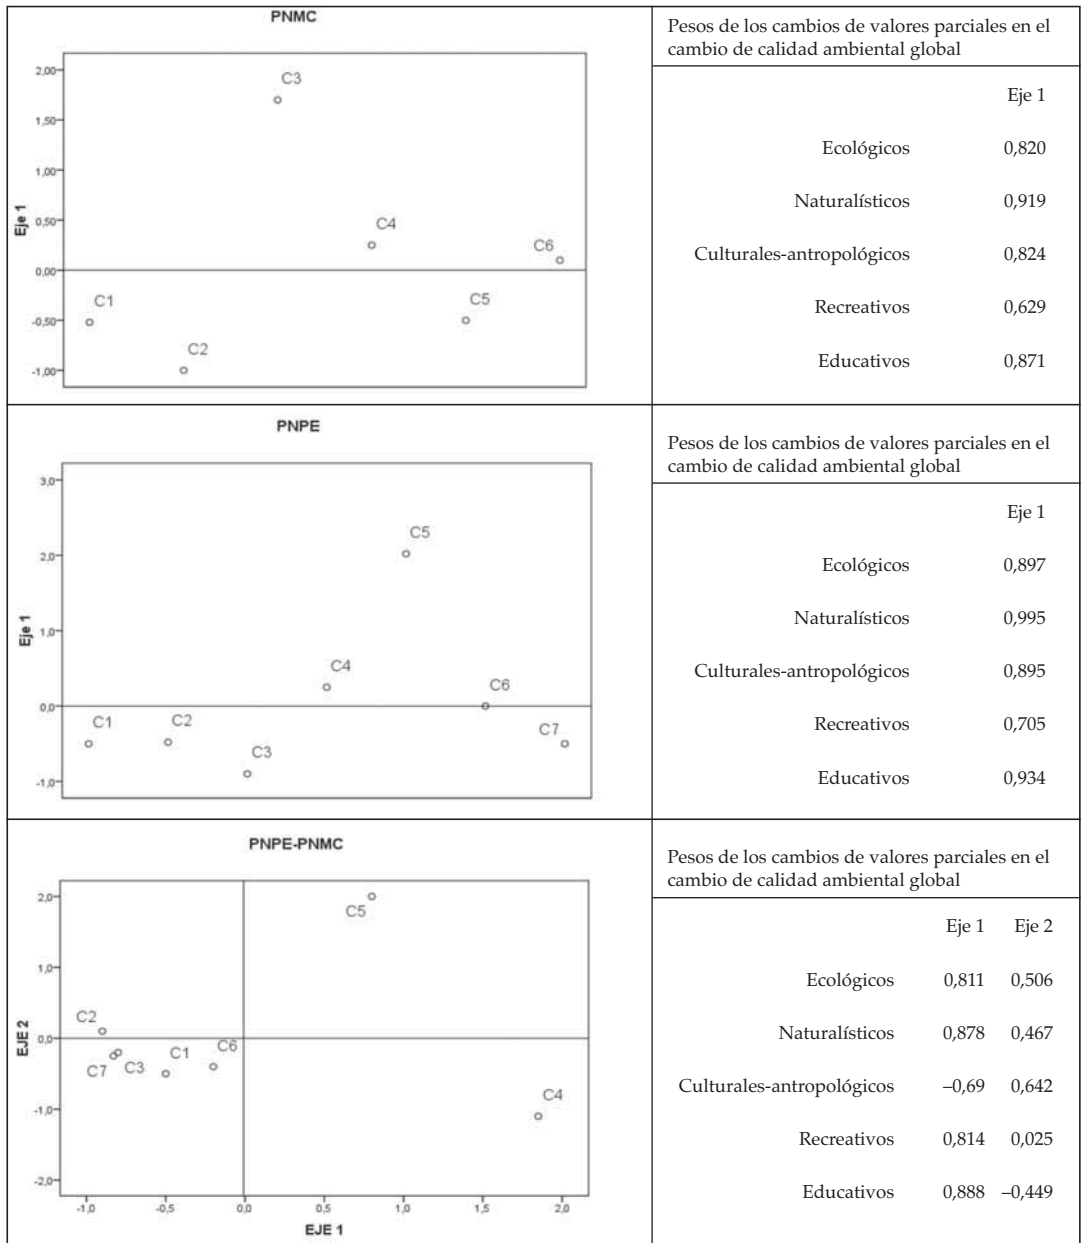 PNMC
2,00
1,50
1,00
0,50
0,00
-0,50
-1,00
Eje 1
C1
C2
C3
C4
C5
C6
Pesos de los cambios de valores parciales en el
cambio de calidad ambiental global
Eje 1
Ecológicos 0,820
Naturalísticos 0,919
Culturales-antropológicos 0,824
Recreativos 0,629
Educativos 0,871
PNPE
3,0
2,0
1,0
0,0
-1,0
Eje 1
C1
C2
C3
C4
C5
C6
C7
Pesos de los cambios de valores parciales en el
cambio de calidad ambiental global
Eje 1
Ecológicos 0,897
Naturalísticos 0,995
Culturales-antropológicos 0,895
Recreativos 0,705
Educativos 0,934
PNPE-PNMC
2,0
1,0
0,0
-1,0
-2,0
EJE 2
C5
C2
C7
C3
C1
C6
C4
-1,0 -0,5 0,0 0,5 1,0 1,5 2,0
EJE 1
Pesos de los cambios de valores parciales en el
cambio de calidad ambiental global
Eje 1 Eje 2
Ecológicos 0,811 0,506
Naturalísticos 0,878 0,467
Culturales-antropológicos –0,69 0,642
Recreativos 0,814 0,025
Educativos 0,888 –0,449